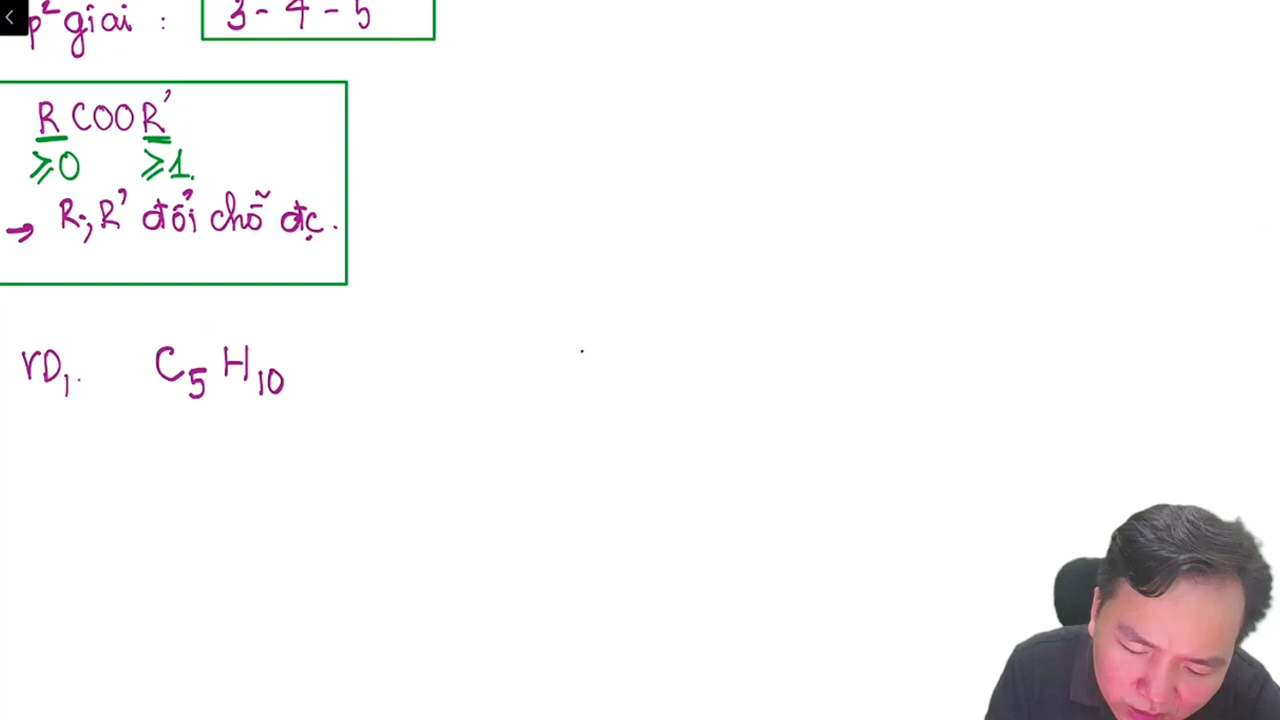 p² giải : 3 - 4 - 5
R COO R'
≥0 ≥1.
→ R ; R' đổi chỗ đc.
VD₁. C₅H₁₀